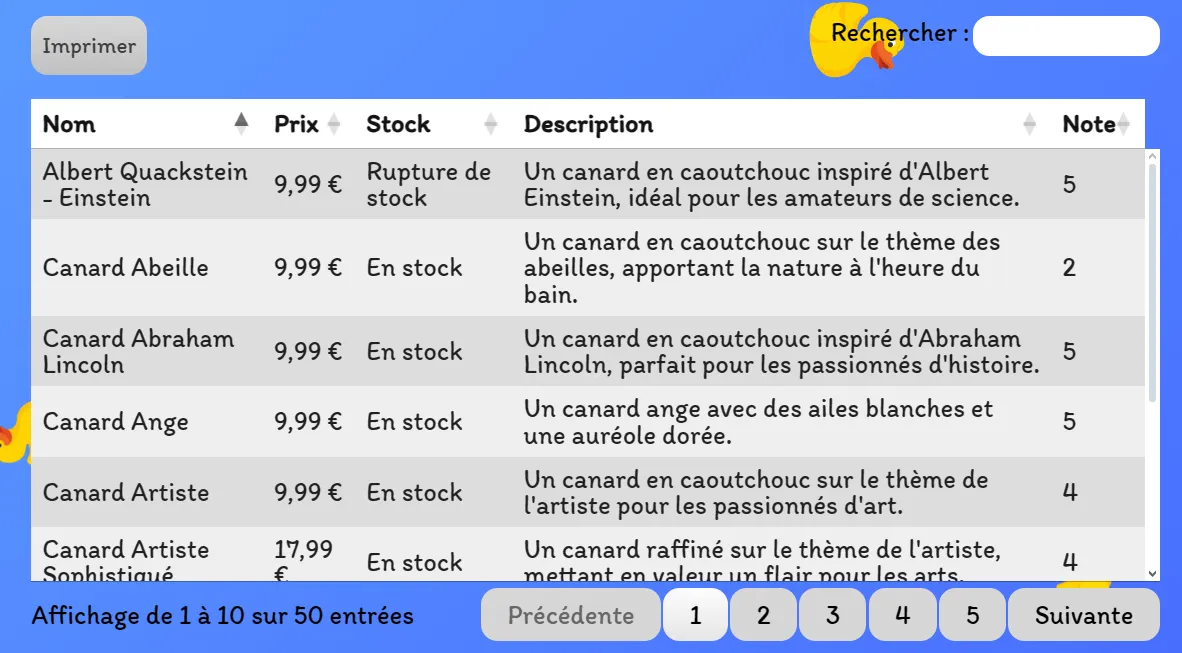 Imprimer
Rechercher :
Nom Prix Stock Description Note
Albert Quackstein - Einstein 9,99 € Rupture de stock Un canard en caoutchouc inspiré d'Albert Einstein, idéal pour les amateurs de science. 5
Canard Abeille 9,99 € En stock Un canard en caoutchouc sur le thème des abeilles, apportant la nature à l'heure du bain. 2
Canard Abraham Lincoln 9,99 € En stock Un canard en caoutchouc inspiré d'Abraham Lincoln, parfait pour les passionnés d'histoire. 5
Canard Ange 9,99 € En stock Un canard ange avec des ailes blanches et une auréole dorée. 5
Canard Artiste 9,99 € En stock Un canard en caoutchouc sur le thème de l'artiste pour les passionnés d'art. 4
Canard Artiste Sophistiqué 17,99 € En stock Un canard raffiné sur le thème de l'artiste, mettant en valeur un flair pour les arts. 4
Affichage de 1 à 10 sur 50 entrées
Précédente 1 2 3 4 5 Suivante